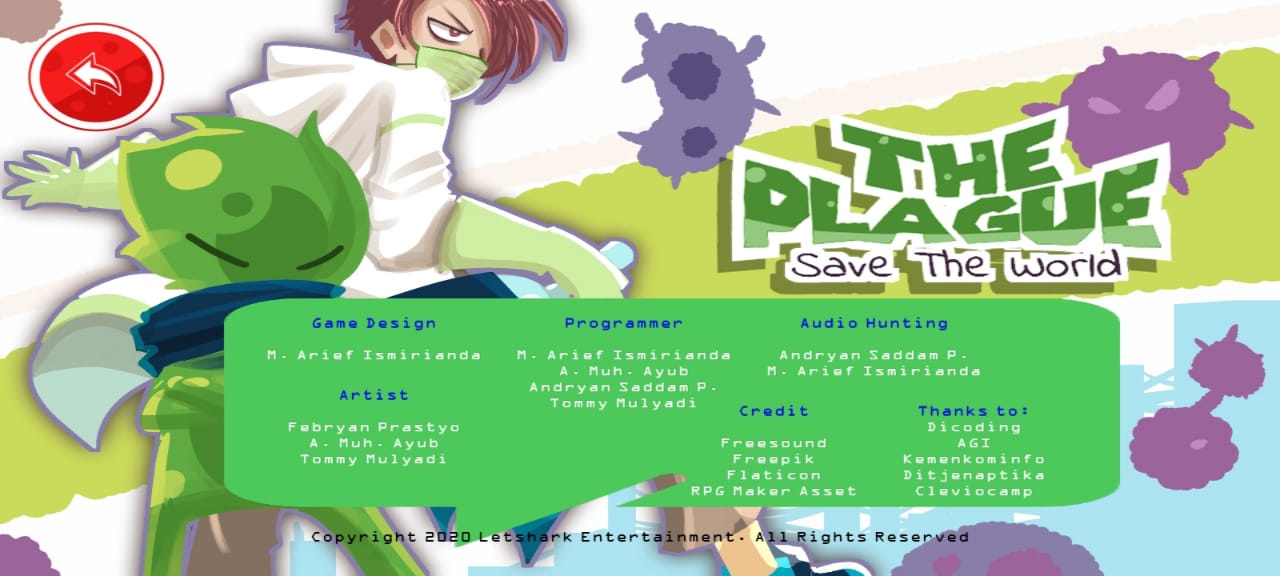 THE
PLAGUE
Save The World
Game Design
M. Arief Ismirianda
Artist
Febryan Prastyo
A. Muh. Ayub
Tommy Mulyadi
Programmer
M. Arief Ismirianda
A. Muh. Ayub
Andryan Saddam P.
Tommy Mulyadi
Audio Hunting
Andryan Saddam P.
M. Arief Ismirianda
Credit
Freesound
Freepik
Flaticon
RPG Maker Asset
Thanks to:
Dicoding
AGI
Kemenkominfo
Ditjenaptika
Cleviocamp
Copyright 2020 Letshark Entertainment. All Rights Reserved